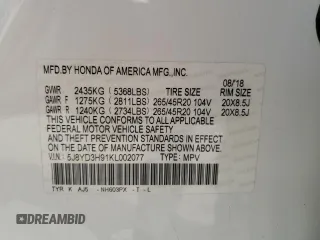 MFD.BY HONDA OF AMERICA MFG.,INC.
08/18
GVWR 2435KG (5368LBS) TIRE SIZE RIM SIZE
GAWR F 1275KG (2811LBS) 265/45R20 104V 20X8.5J
GAWR R 1240KG (2734LBS) 265/45R20 104V 20X8.5J
THIS VEHICLE CONFORMS TO ALL APPLICABLE
FEDERAL MOTOR VEHICLE SAFETY
AND THEFT PREVENTION STANDARDS IN EFFECT
ON THE DATE OF MANUFACTURE SHOWN ABOVE.
V.I.N.: 5J8YD3H91KL002077 TYPE: MPV
TYR K AJ5 - NH603PX - T - L
DREAMBID